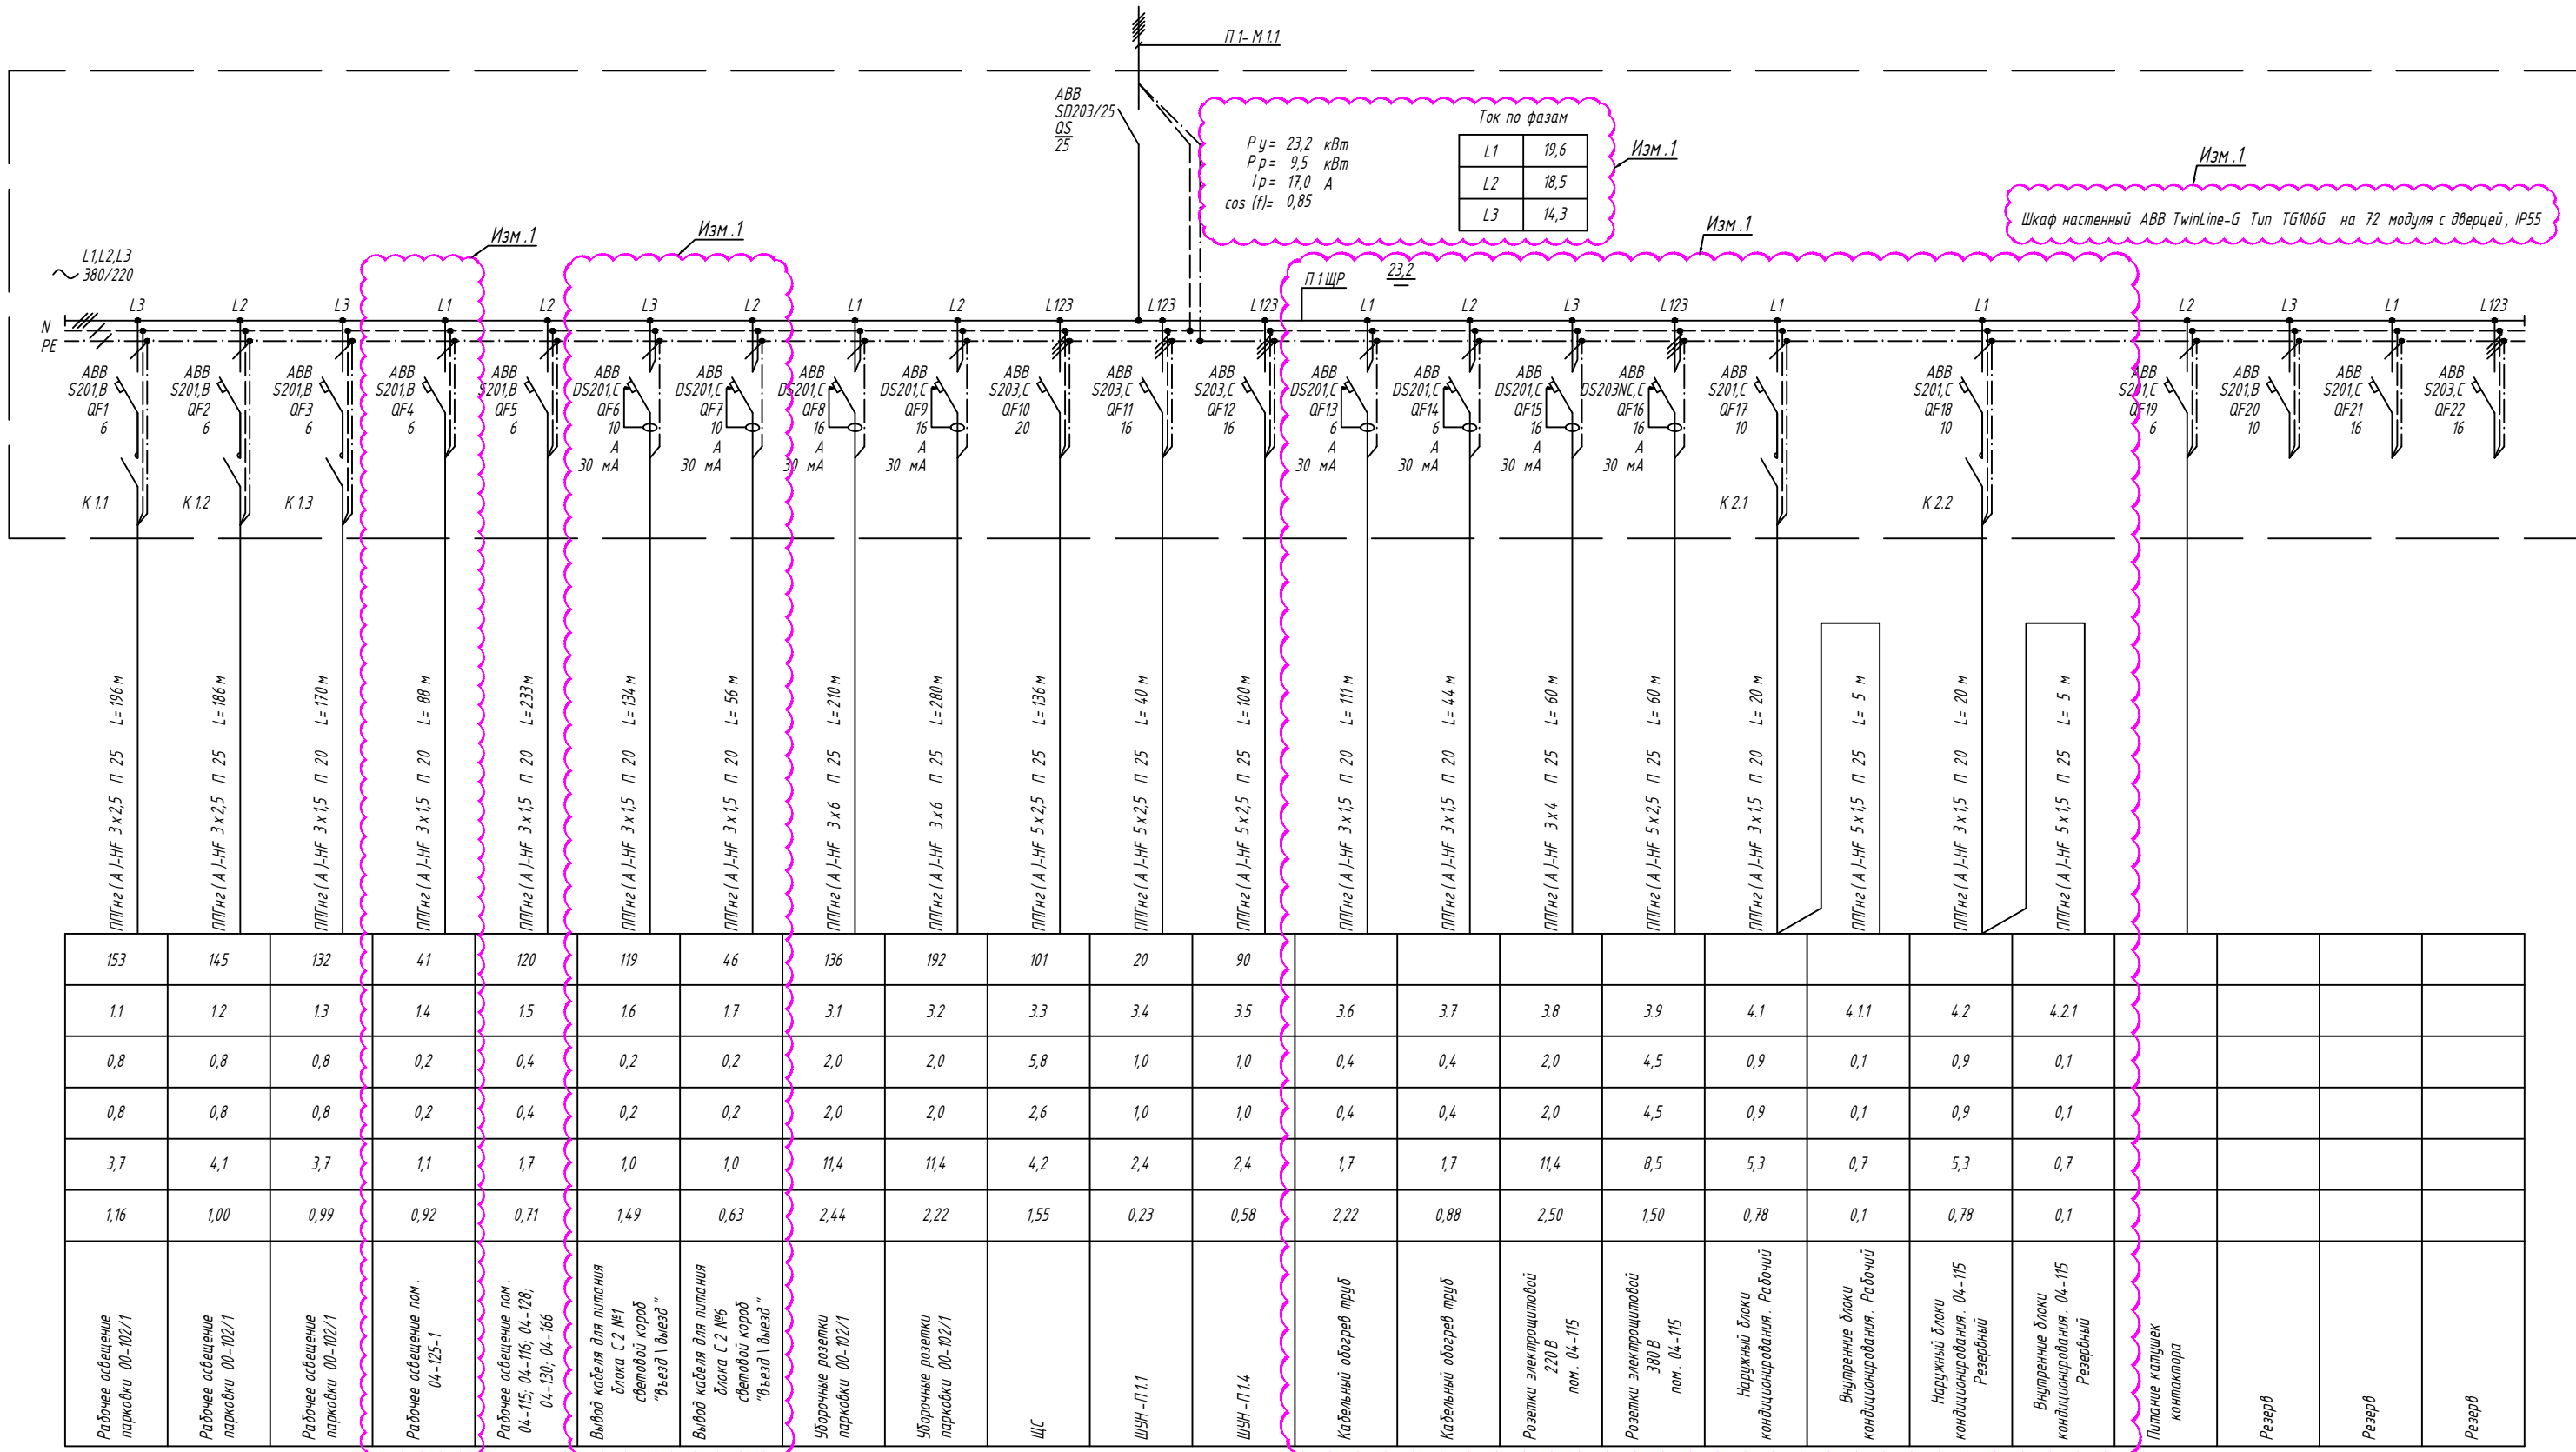 П1-М1.1
ABB
SD203/25
QS
25
Pу= 23,2 кВт
Pр= 9,5 кВт
Iр= 17,0 А
cos (f)= 0,85
Ток по фазам
L1 19,6
L2 18,5
L3 14,3
Изм.1
Изм.1
Шкаф настенный ABB TwinLine-G Тип TG106G на 72 модуля с дверцей, IP55
Изм.1
Изм.1
Изм.1
L1,L2,L3
380/220
П1ЩР
23,2
L3 L2 L3 L1 L2 L3 L2 L1 L2 L123 L123 L123 L1 L2 L3 L123 L1 L1 L2 L3 L1 L123
N
PE
ABB ABB ABB ABB ABB ABB ABB ABB ABB ABB ABB ABB ABB ABB ABB ABB ABB ABB ABB ABB ABB ABB
S201,B S201,B S201,B S201,B S201,B DS201,C DS201,C DS201,C DS201,C S203,C S203,C S203,C DS201,C DS201,C DS201,C DS203NC,C S201,C S201,C S201,C S201,B S201,C S203,C
QF1 QF2 QF3 QF4 QF5 QF6 QF7 QF8 QF9 QF10 QF11 QF12 QF13 QF14 QF15 QF16 QF17 QF18 QF19 QF20 QF21 QF22
6 6 6 6 6 10 10 16 16 20 16 16 6 6 16 16 10 10 6 10 16 16
A A A A A A A
30 мА 30 мА 30 мА 30 мА 30 мА 30 мА 30 мА
К1.1 К1.2 К1.3 К2.1 К2.2
ППГнг(А)-HF 3х2,5 П 25 L= 196 м
ППГнг(А)-HF 3х2,5 П 25 L= 186 м
ППГнг(А)-HF 3х1,5 П 20 L= 170 м
ППГнг(А)-HF 3х1,5 П 20 L= 88 м
ППГнг(А)-HF 3х1,5 П 20 L= 233 м
ППГнг(А)-HF 3х1,5 П 20 L= 134 м
ППГнг(А)-HF 3х1,5 П 20 L= 56 м
ППГнг(А)-HF 3х6 П 25 L= 210 м
ППГнг(А)-HF 3х6 П 25 L= 280 м
ППГнг(А)-HF 5х2,5 П 25 L= 136 м
ППГнг(А)-HF 5х2,5 П 25 L= 40 м
ППГнг(А)-HF 5х2,5 П 25 L= 100 м
ППГнг(А)-HF 3х1,5 П 20 L= 111 м
ППГнг(А)-HF 3х1,5 П 20 L= 44 м
ППГнг(А)-HF 3х4 П 25 L= 60 м
ППГнг(А)-HF 5х2,5 П 25 L= 60 м
ППГнг(А)-HF 3х1,5 П 20 L= 20 м
ППГнг(А)-HF 5х1,5 П 25 L= 5 м
ППГнг(А)-HF 3х1,5 П 20 L= 20 м
ППГнг(А)-HF 5х1,5 П 25 L= 5 м
153 145 132 41 120 119 46 136 192 101 20 90
1.1 1.2 1.3 1.4 1.5 1.6 1.7 3.1 3.2 3.3 3.4 3.5 3.6 3.7 3.8 3.9 4.1 4.1.1 4.2 4.2.1
0,8 0,8 0,8 0,2 0,4 0,2 0,2 2,0 2,0 5,8 1,0 1,0 0,4 0,4 2,0 4,5 0,9 0,1 0,9 0,1
0,8 0,8 0,8 0,2 0,4 0,2 0,2 2,0 2,0 2,6 1,0 1,0 0,4 0,4 2,0 4,5 0,9 0,1 0,9 0,1
3,7 4,1 3,7 1,1 1,7 1,0 1,0 11,4 11,4 4,2 2,4 2,4 1,7 1,7 11,4 8,5 5,3 0,7 5,3 0,7
1,16 1,00 0,99 0,92 0,71 1,49 0,63 2,44 2,22 1,55 0,23 0,58 2,22 0,88 2,50 1,50 0,78 0,1 0,78 0,1
Рабочее освещение
парковки 00-102/1
Рабочее освещение
парковки 00-102/1
Рабочее освещение
парковки 00-102/1
Рабочее освещение пом.
04-125-1
Рабочее освещение пом.
04-115; 04-116; 04-128;
04-130; 04-166
Вывод кабеля для питания
блока С2 №1
световой короб
"Въезд\Выезд"
Вывод кабеля для питания
блока С2 №6
световой короб
"Въезд\Выезд"
Уборочные розетки
парковки 00-102/1
Уборочные розетки
парковки 00-102/1
ЩС
ШУН-П1.1
ШУН-П1.4
Кабельный обогрев труб
Кабельный обогрев труб
Розетки электрощитовой
220 В
пом. 04-115
Розетки электрощитовой
380 В
пом. 04-115
Наружный блоки
кондиционирования. Рабочий
Внутренние блоки
кондиционирования. Рабочий
Наружный блоки
кондиционирования. 04-115
Резервный
Внутренние блоки
кондиционирования. 04-115
Резервный
Питание катушек
контактора
Резерв
Резерв
Резерв